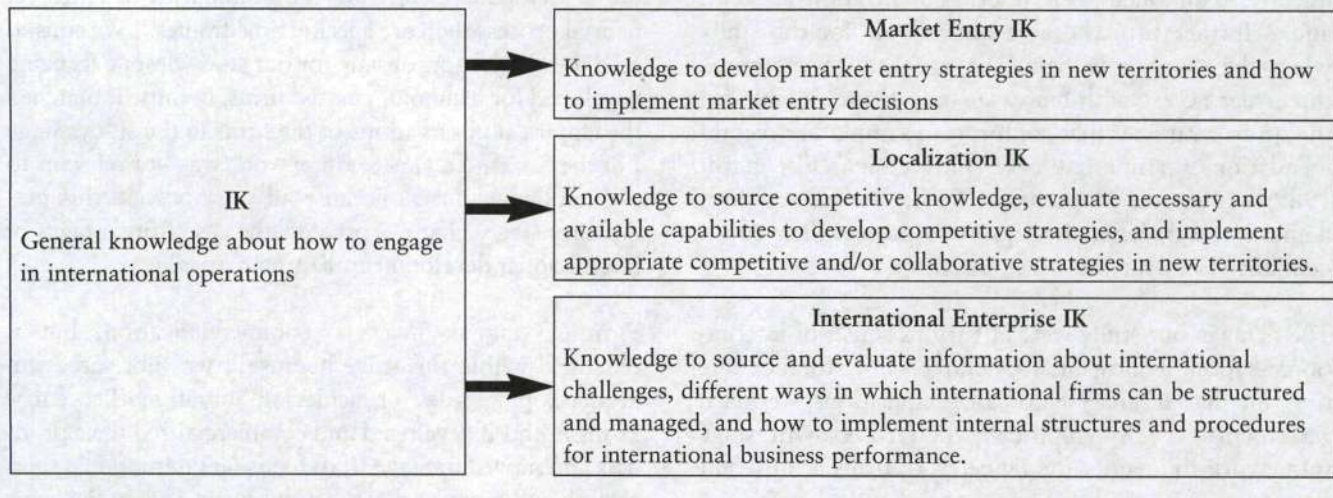 Market Entry IK
Knowledge to develop market entry strategies in new territories and how
to implement market entry decisions
IK
General knowledge about how to engage
in international operations
Localization IK
Knowledge to source competitive knowledge, evaluate necessary and
available capabilities to develop competitive strategies, and implement
appropriate competitive and/or collaborative strategies in new territories.
International Enterprise IK
Knowledge to source and evaluate information about international
challenges, different ways in which international firms can be structured
and managed, and how to implement internal structures and procedures
for international business performance.